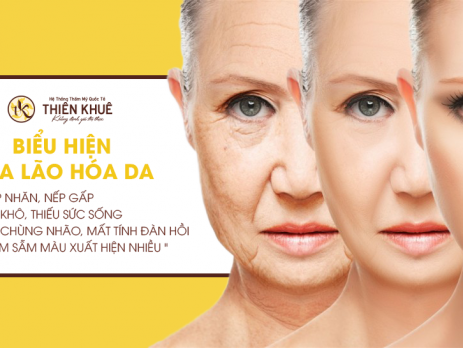 Hệ Thống Thẩm Mỹ Quốc Tế
THIÊN KHUÊ
BIỂU HIỆN
A LÃO HÓA DA
P NHĂN, NẾP GẤP
KHÔ, THIẾU SỨC SỐNG
CHÙNG NHÃO, MẤT TÍNH ĐÀN HỒI
M SẪM MÀU XUẤT HIỆN NHIỀU "